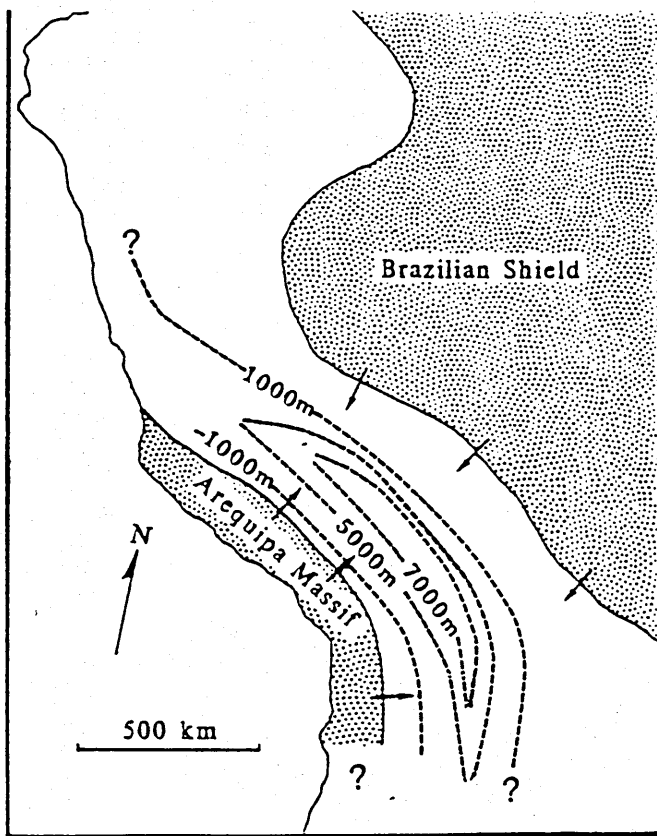 ?
Brazilian Shield
1000m
-1000m
Arequipa Massif
5000m
7000m
N
500 km
?
?